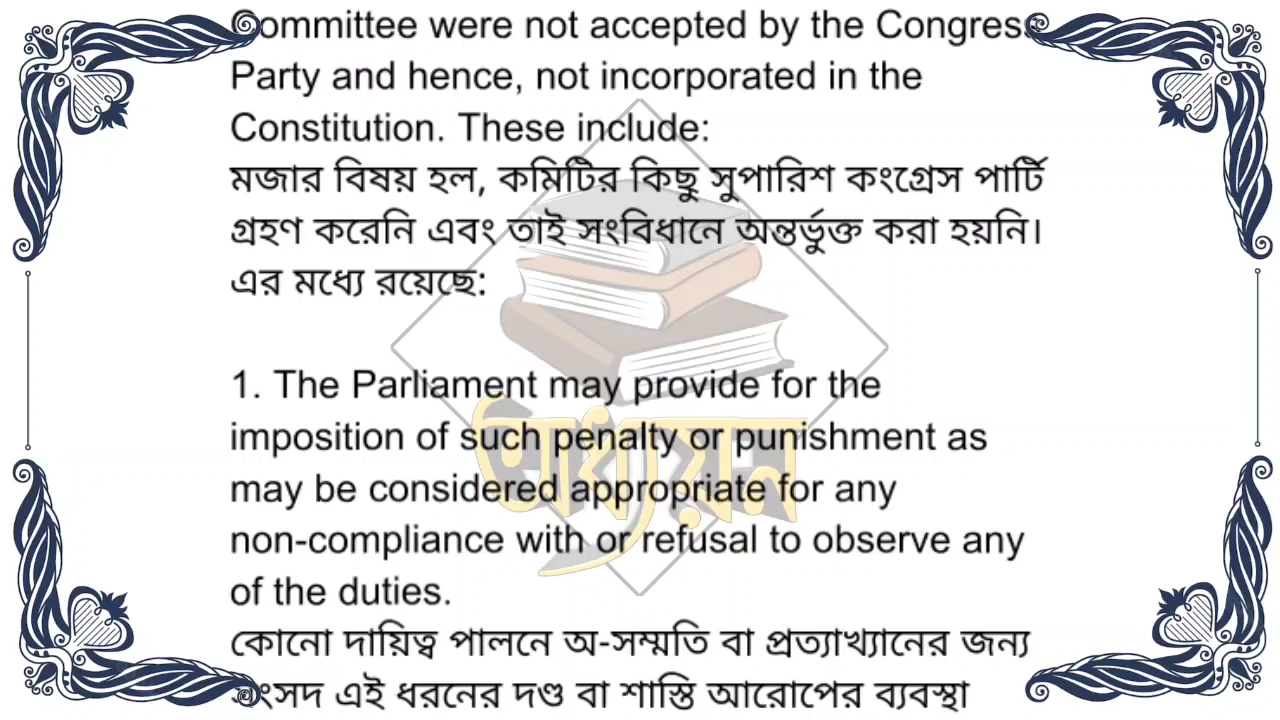 Committee were not accepted by the Congress
Party and hence, not incorporated in the
Constitution. These include:
মজার বিষয় হল, কমিটির কিছু সুপারিশ কংগ্রেস পার্টি
গ্রহণ করেনি এবং তাই সংবিধানে অন্তর্ভুক্ত করা হয়নি।
এর মধ্যে রয়েছে:
1. The Parliament may provide for the
imposition of such penalty or punishment as
may be considered appropriate for any
non-compliance with or refusal to observe any
of the duties.
কোনো দায়িত্ব পালনে অ-সম্মতি বা প্রত্যাখ্যানের জন্য
সংসদ এই ধরনের দণ্ড বা শাস্তি আরোপের ব্যবস্থা
অধ্যয়ন